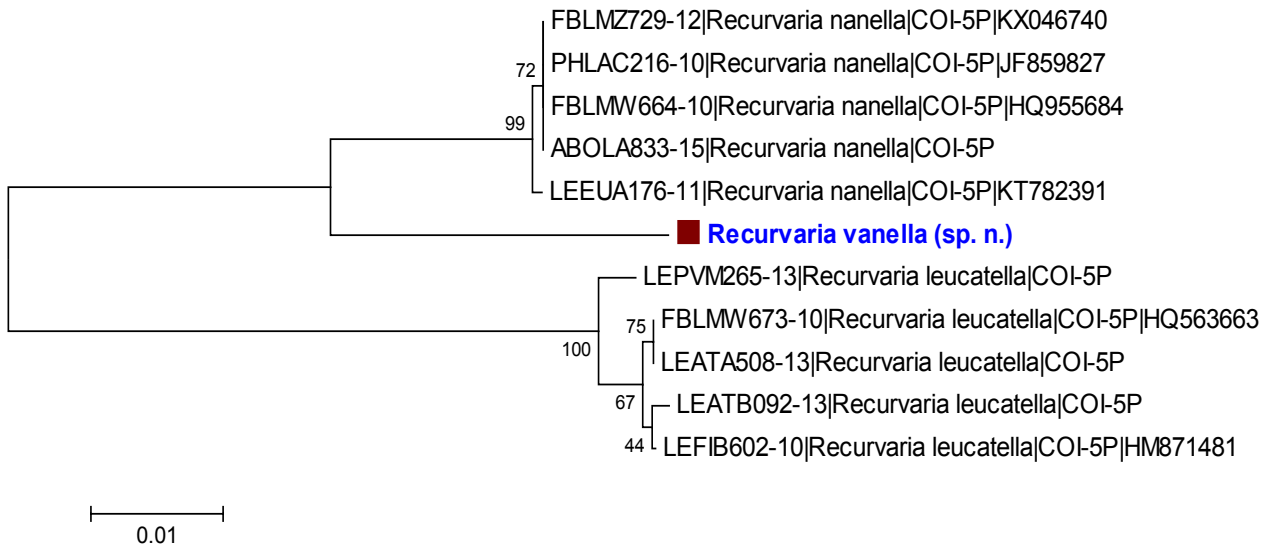 FBLMZ729-12|Recurvaria nanella|COI-5P|KX046740
72
PHLAC216-10|Recurvaria nanella|COI-5P|JF859827
FBLMW664-10|Recurvaria nanella|COI-5P|HQ955684
99
ABOLA833-15|Recurvaria nanella|COI-5P
LEEUA176-11|Recurvaria nanella|COI-5P|KT782391
Recurvaria vanella (sp. n.)
LEPVM265-13|Recurvaria leucatella|COI-5P
75
FBLMW673-10|Recurvaria leucatella|COI-5P|HQ563663
100
LEATA508-13|Recurvaria leucatella|COI-5P
67
LEATB092-13|Recurvaria leucatella|COI-5P
44
LEFIB602-10|Recurvaria leucatella|COI-5P|HM871481
0.01